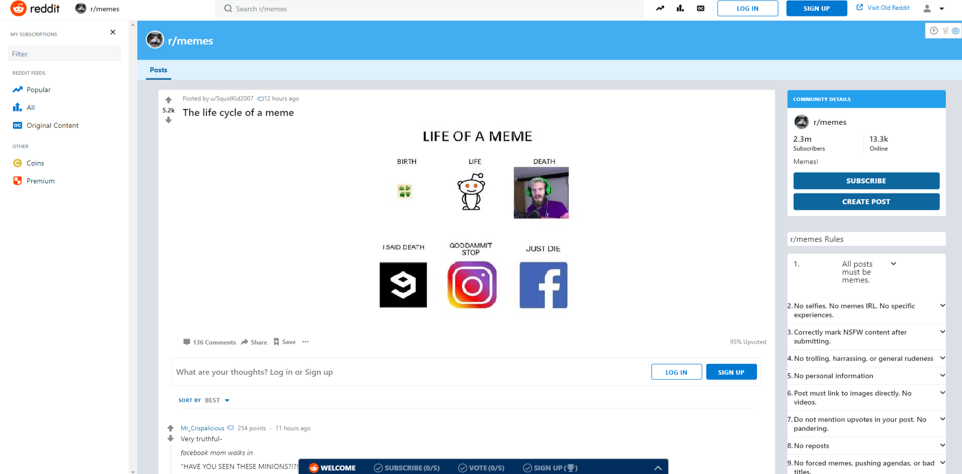 reddit
r/memes
Search r/memes
LOG IN
SIGN UP
Visit Old Reddit
MY SUBSCRIPTIONS
Filter
REDDIT FEEDS
Popular
All
Original Content
OTHER
Coins
Premium
r/memes
Posts
Posted by u/SquidKid2007 12 hours ago
5.2k
The life cycle of a meme
LIFE OF A MEME
BIRTH
LIFE
DEATH
I SAID DEATH
GODDAMMIT
STOP
JUST DIE
136 Comments
Share
Save
95% Upvoted
What are your thoughts? Log in or Sign up
LOG IN
SIGN UP
SORT BY BEST
Mr_Crispalicious 254 points · 11 hours ago
Very truthful-
facebook mom walks in
"HAVE YOU SEEN THESE MINIONS?!?!
WELCOME
SUBSCRIBE (0/5)
VOTE (0/5)
SIGN UP
COMMUNITY DETAILS
r/memes
2.3m
Subscribers
13.3k
Online
Memes!
SUBSCRIBE
CREATE POST
r/memes Rules
1. All posts
must be
memes.
2. No selfies. No memes IRL. No specific
experiences.
3. Correctly mark NSFW content after
submitting.
4. No trolling, harrassing, or general rudeness
5. No personal information
6. Post must link to images directly. No
videos.
7. Do not mention upvotes in your post. No
pandering.
8. No reposts
9. No forced memes, pushing agendas, or bad
titles.